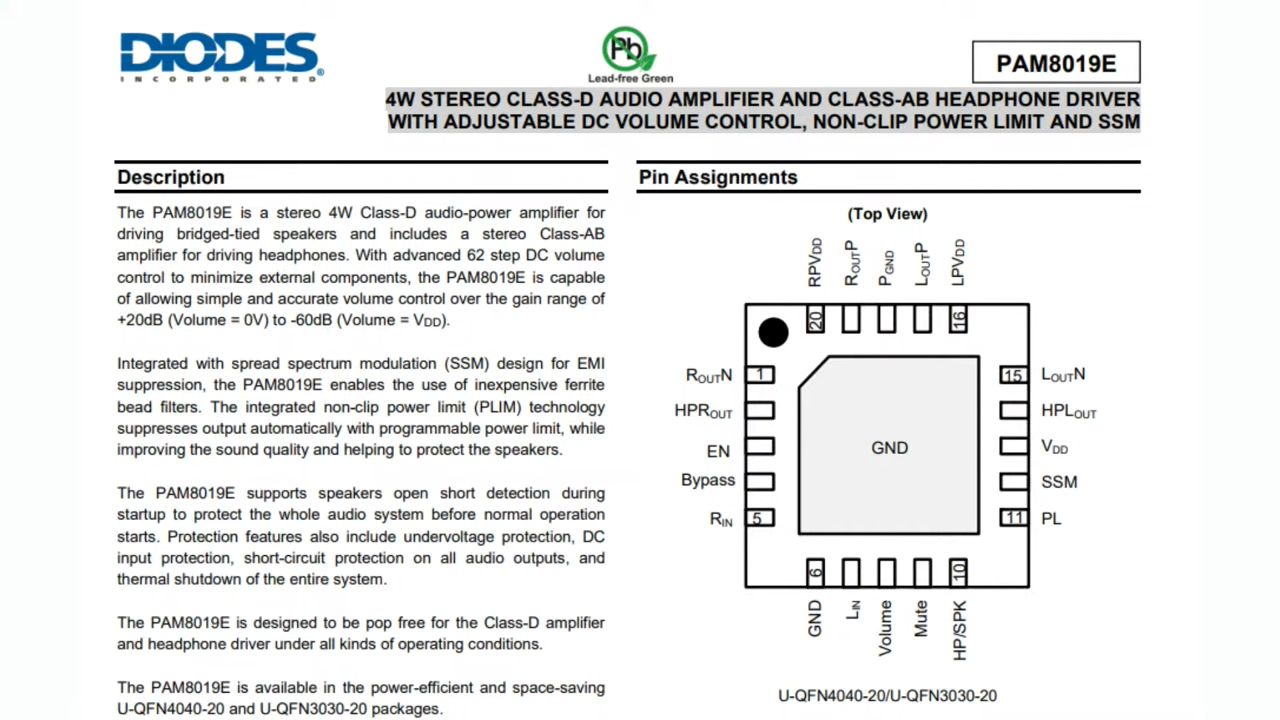 DIODES
INCORPORATED®
Pb
Lead-free Green
PAM8019E
4W STEREO CLASS-D AUDIO AMPLIFIER AND CLASS-AB HEADPHONE DRIVER
WITH ADJUSTABLE DC VOLUME CONTROL, NON-CLIP POWER LIMIT AND SSM
Description
The PAM8019E is a stereo 4W Class-D audio-power amplifier for
driving bridged-tied speakers and includes a stereo Class-AB
amplifier for driving headphones. With advanced 62 step DC volume
control to minimize external components, the PAM8019E is capable
of allowing simple and accurate volume control over the gain range of
+20dB (Volume = 0V) to -60dB (Volume = VDD).
Integrated with spread spectrum modulation (SSM) design for EMI
suppression, the PAM8019E enables the use of inexpensive ferrite
bead filters. The integrated non-clip power limit (PLIM) technology
suppresses output automatically with programmable power limit, while
improving the sound quality and helping to protect the speakers.
The PAM8019E supports speakers open short detection during
startup to protect the whole audio system before normal operation
starts. Protection features also include undervoltage protection, DC
input protection, short-circuit protection on all audio outputs, and
thermal shutdown of the entire system.
The PAM8019E is designed to be pop free for the Class-D amplifier
and headphone driver under all kinds of operating conditions.
The PAM8019E is available in the power-efficient and space-saving
U-QFN4040-20 and U-QFN3030-20 packages.
Pin Assignments
(Top View)
RPVDD
ROUTP
PGND
LOUTP
LPVDD
20
16
ROUTN
1
15
LOUTN
HPROUT
HPLOUT
EN
VDD
Bypass
SSM
RIN
5
11
PL
GND
6
10
GND
LIN
Volume
Mute
HP/SPK
U-QFN4040-20/U-QFN3030-20